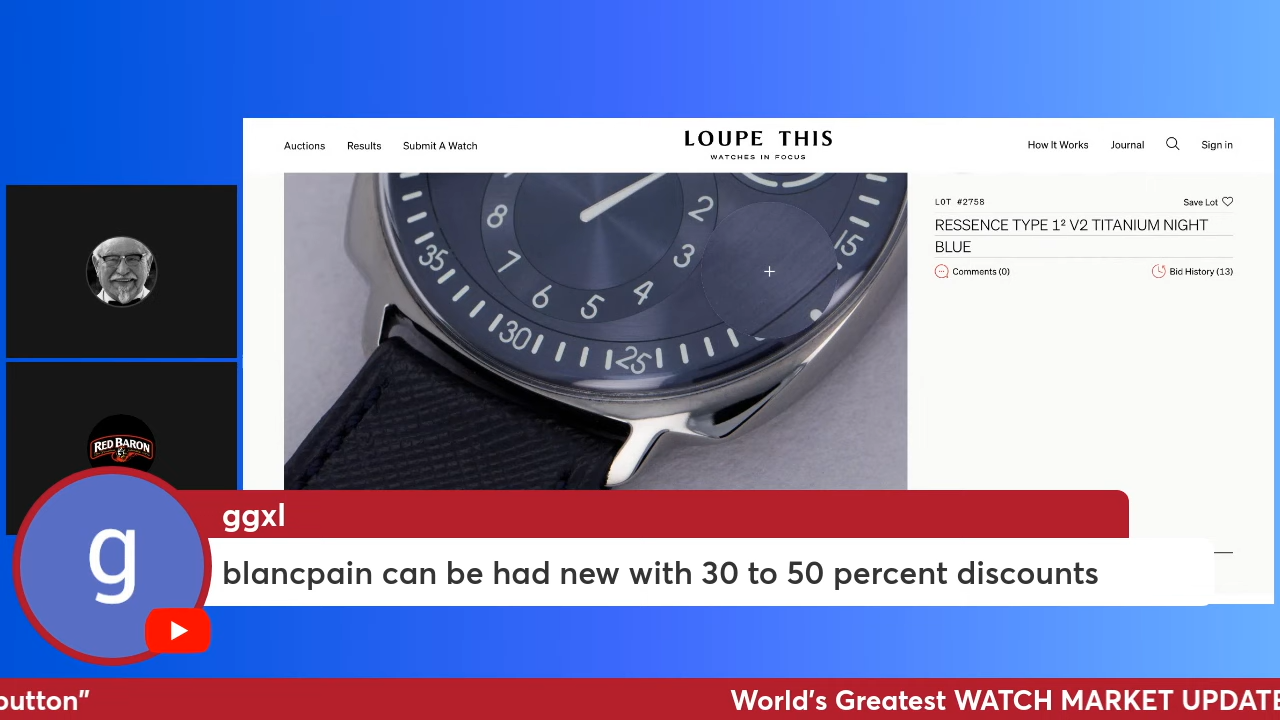 Auctions Results Submit A Watch
LOUPE THIS
WATCHES IN FOCUS
How It Works Journal Sign in
LOT #2758
Save Lot
RESSENCE TYPE 1² V2 TITANIUM NIGHT
BLUE
Comments (0)
Bid History (13)
8
7
6
5
4
3
2
35
30
25
15
RED BARON
g
ggxl
blancpain can be had new with 30 to 50 percent discounts
button"
World's Greatest WATCH MARKET UPDATE